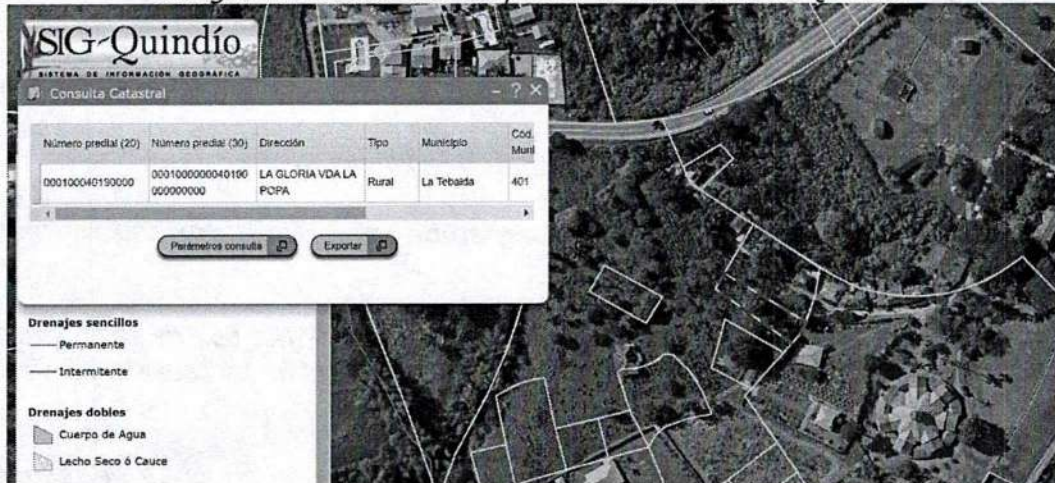 SIG-Quindío
SISTEMA DE INFORMACIÓN GEOGRÁFICA
Consulta Catastral
Número predial (20) Número predial (30) Dirección Tipo Municipio Cód. Muni
000100040190000 0001000000040190000000000 LA GLORIA VDA LA POPA Rural La Tebaida 401
Parámetros consulta Exportar
Drenajes sencillos
Permanente
Intermitente
Drenajes dobles
Cuerpo de Agua
Lecho Seco ó Cauce